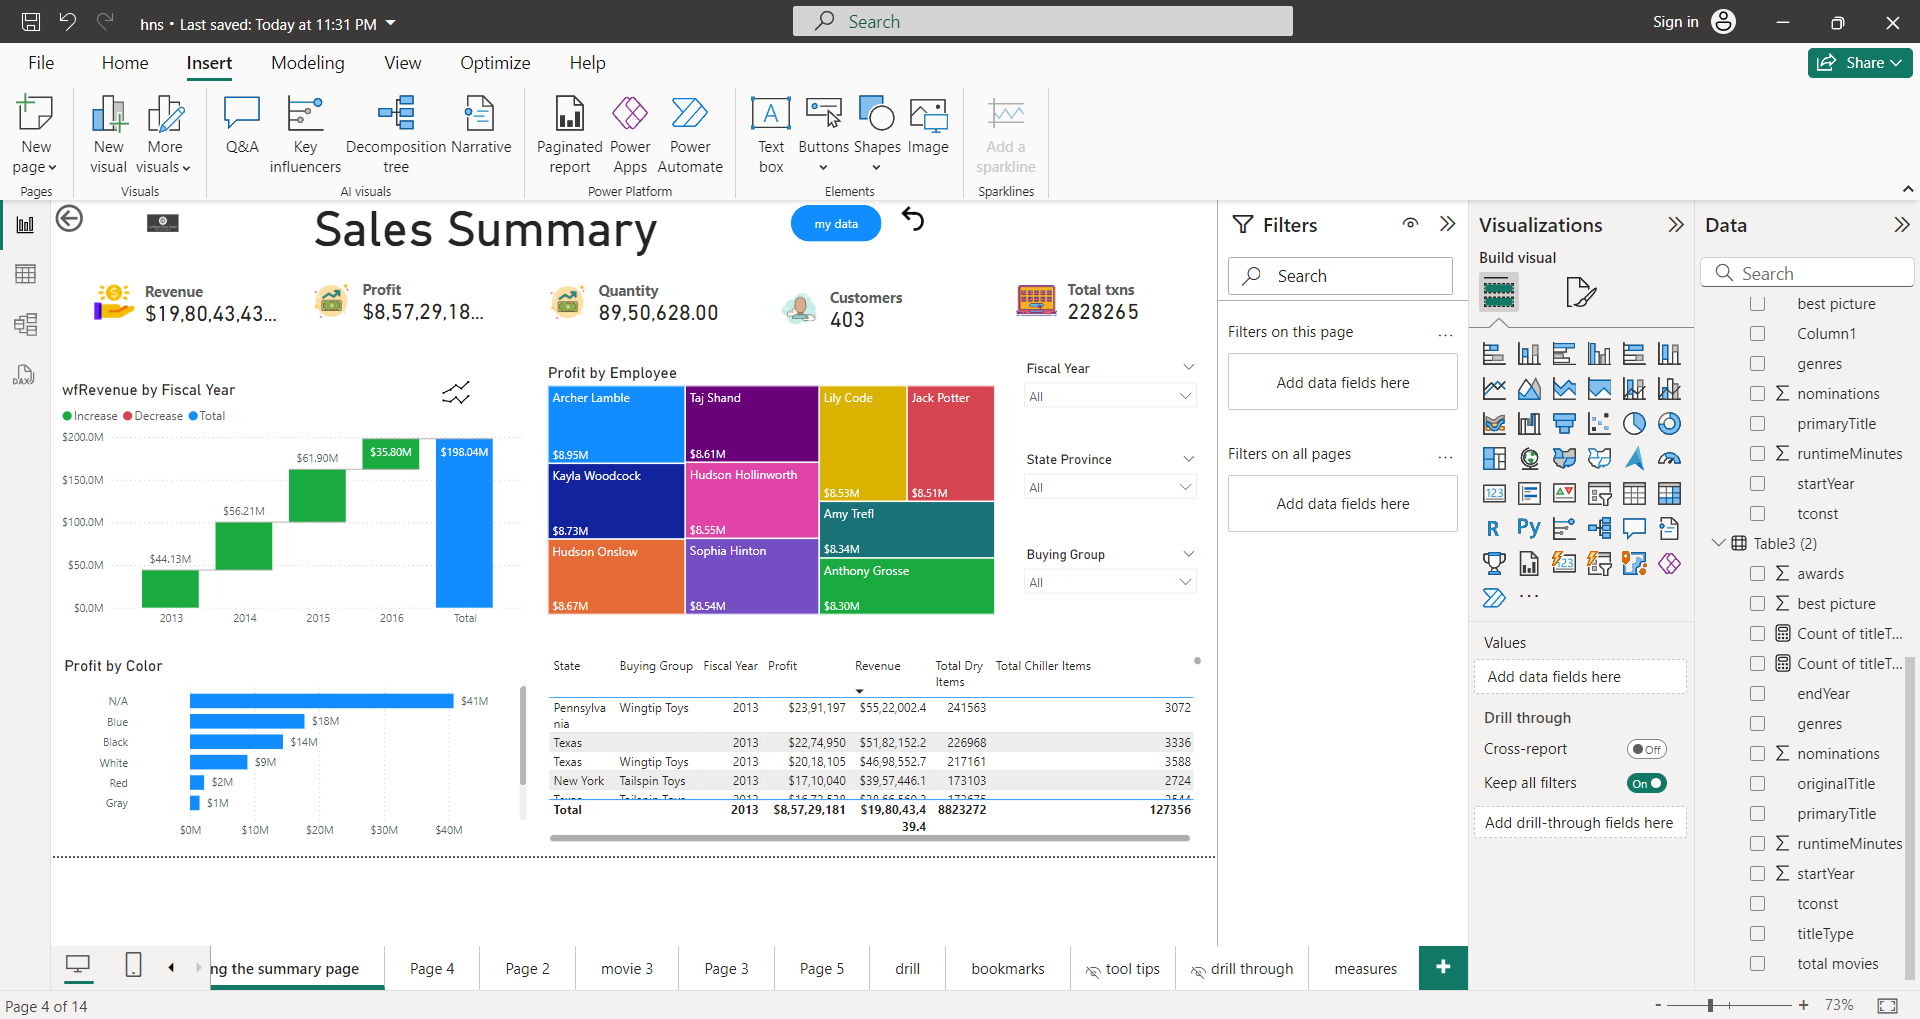 hns • Last saved: Today at 11:31 PM
Search
Sign in
File Home Insert Modeling View Optimize Help
Share
New page
New visual
More visuals
Q&A
Key influencers
Decomposition tree
Narrative
Paginated report
Power Apps
Power Automate
Text box
Buttons
Shapes
Image
Add a sparkline
Pages Visuals AI visuals Power Platform Elements Sparklines
Sales Summary
my data
Revenue
$19,80,43,43...
Profit
$8,57,29,18...
Quantity
89,50,628.00
Customers
403
Total txns
228265
wfRevenue by Fiscal Year
Increase Decrease Total
$200.0M
$150.0M
$100.0M
$50.0M
$0.0M
$44.13M
$56.21M
$61.90M
$35.80M
$198.04M
2013 2014 2015 2016 Total
Profit by Employee
Archer Lamble
$8.95M
Kayla Woodcock
$8.73M
Hudson Onslow
$8.67M
Taj Shand
$8.61M
Hudson Hollinworth
$8.55M
Sophia Hinton
$8.54M
Lily Code
$8.53M
Jack Potter
$8.51M
Amy Trefl
$8.34M
Anthony Grosse
$8.30M
Fiscal Year
All
State Province
All
Buying Group
All
Profit by Color
N/A $41M
Blue $18M
Black $14M
White $9M
Red $2M
Gray $1M
$0M $10M $20M $30M $40M
State Buying Group Fiscal Year Profit Revenue Total Dry Items Total Chiller Items
Pennsylvania Wingtip Toys 2013 $23,91,197 $55,22,002.4 241563 3072
Texas 2013 $22,74,950 $51,82,152.2 226968 3336
Texas Wingtip Toys 2013 $20,18,105 $46,98,552.7 217161 3588
New York Tailspin Toys 2013 $17,10,040 $39,57,446.1 173103 2724
Total 2013 $8,57,29,181 $19,80,43,439.4 8823272 127356
Filters
Search
Filters on this page ...
Add data fields here
Filters on all pages ...
Add data fields here
Visualizations
Build visual
123
R
Py
123
...
Values
Add data fields here
Drill through
Cross-report Off
Keep all filters On
Add drill-through fields here
Data
Search
best picture
Column1
genres
nominations
primaryTitle
runtimeMinutes
startYear
tconst
Table3 (2)
awards
best picture
Count of titleT...
Count of titleT...
endYear
genres
nominations
originalTitle
primaryTitle
runtimeMinutes
startYear
tconst
titleType
total movies
DAX
ng the summary page Page 4 Page 2 movie 3 Page 3 Page 5 drill bookmarks tool tips drill through measures +
Page 4 of 14
- + 73%